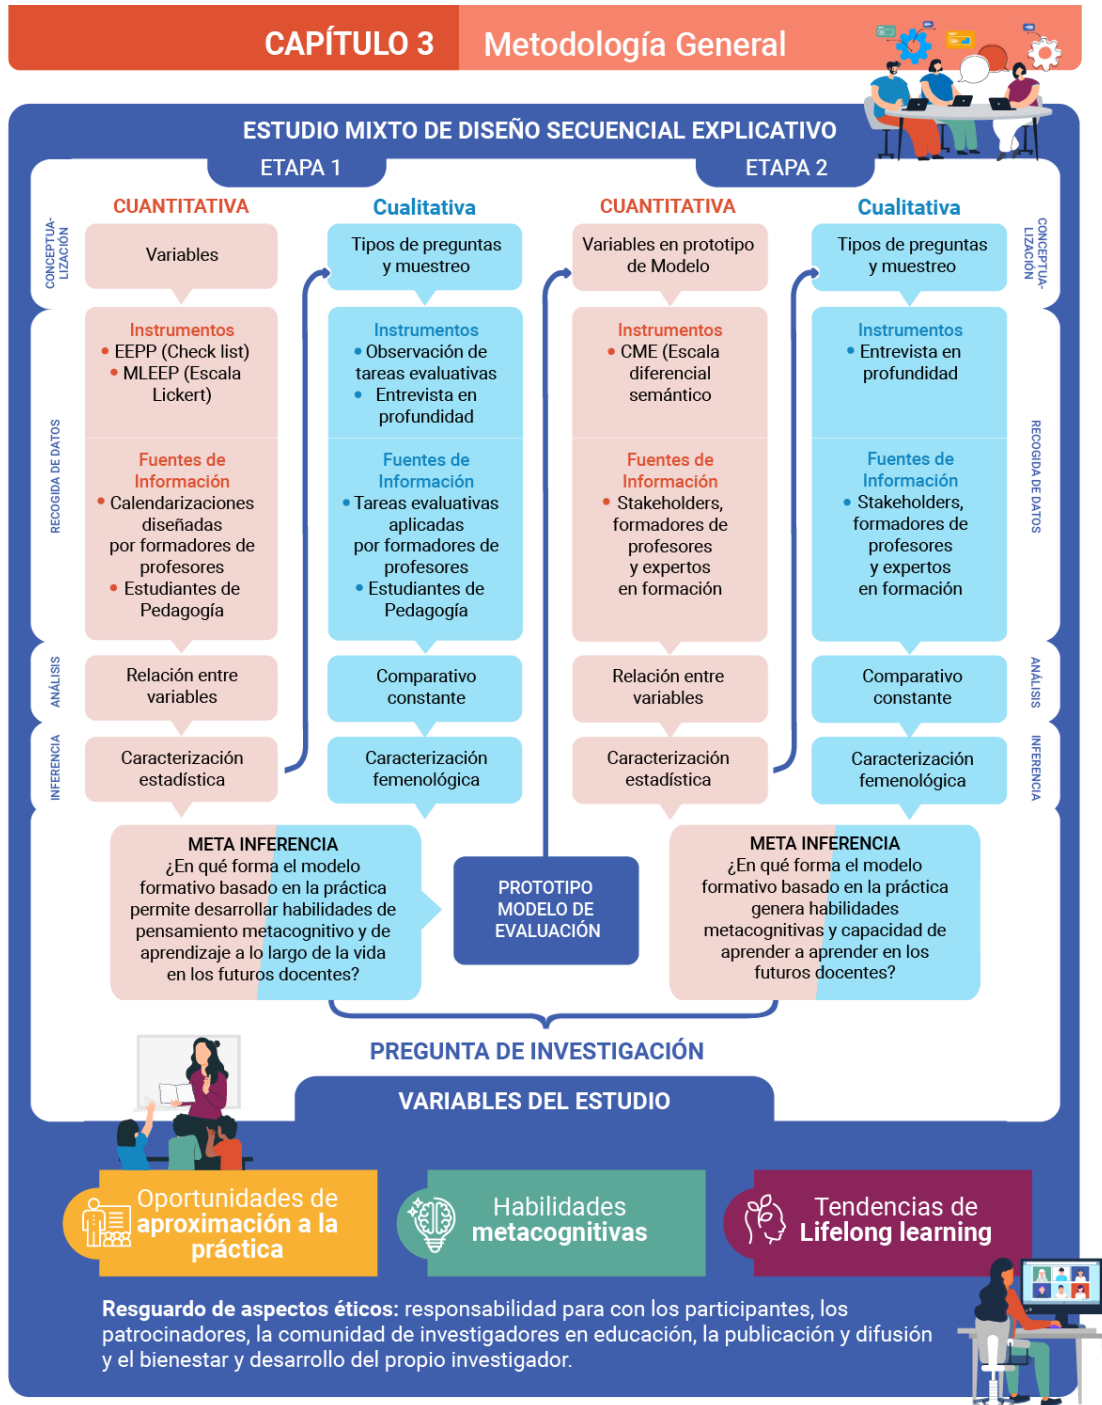 CAPÍTULO 3
Metodología General
ESTUDIO MIXTO DE DISEÑO SECUENCIAL EXPLICATIVO
ETAPA 1
ETAPA 2
CONCEPTUA-
LIZACIÓN
RECOGIDA DE DATOS
ANÁLISIS
INFERENCIA
CUANTITATIVA
Variables
Instrumentos
• EEPP (Check list)
• MLEEP (Escala
Lickert)
Fuentes de
Información
• Calendarizaciones
diseñadas
por formadores de
profesores
• Estudiantes de
Pedagogía
Relación entre
variables
Caracterización
estadística
Cualitativa
Tipos de preguntas
y muestreo
Instrumentos
• Observación de
tareas evaluativas
• Entrevista en
profundidad
Fuentes de
Información
• Tareas evaluativas
aplicadas
por formadores de
profesores
• Estudiantes de
Pedagogía
Comparativo
constante
Caracterización
femenológica
META INFERENCIA
¿En qué forma el modelo
formativo basado en la práctica
permite desarrollar habilidades de
pensamiento metacognitivo y de
aprendizaje a lo largo de la vida
en los futuros docentes?
PROTOTIPO
MODELO DE
EVALUACIÓN
CUANTITATIVA
Variables en prototipo
de Modelo
Instrumentos
• CME (Escala
diferencial
semántico)
Fuentes de
Información
• Stakeholders,
formadores de
profesores
y expertos
en formación
Relación entre
variables
Caracterización
estadística
Cualitativa
Tipos de preguntas
y muestreo
Instrumentos
• Entrevista en
profundidad
Fuentes de
Información
• Stakeholders,
formadores de
profesores
y expertos
en formación
Comparativo
constante
Caracterización
femenológica
CONCEPTUA-
LIZACIÓN
RECOGIDA DE DATOS
ANÁLISIS
INFERENCIA
META INFERENCIA
¿En qué forma el modelo
formativo basado en la práctica
genera habilidades
metacognitivas y capacidad de
aprender a aprender en los
futuros docentes?
PREGUNTA DE INVESTIGACIÓN
VARIABLES DEL ESTUDIO
Oportunidades de
aproximación a la
práctica
Habilidades
metacognitivas
Tendencias de
Lifelong learning
Resguardo de aspectos éticos: responsabilidad para con los participantes, los
patrocinadores, la comunidad de investigadores en educación, la publicación y difusión
y el bienestar y desarrollo del propio investigador.